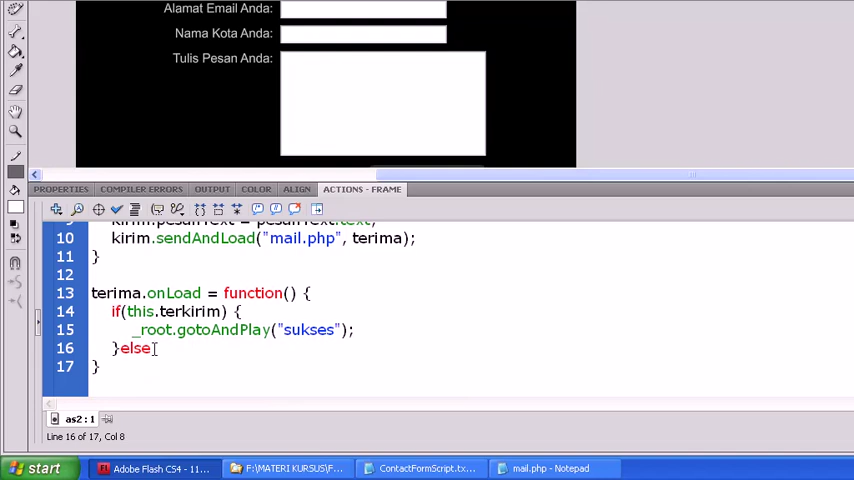 Alamat Email Anda:
Nama Kota Anda:
Tulis Pesan Anda:
PROPERTIES COMPILER ERRORS OUTPUT COLOR ALIGN ACTIONS - FRAME
10 kirim.sendAndLoad("mail.php", terima);
11 }
12
13 terima.onLoad = function() {
14 if(this.terkirim) {
15 _root.gotoAndPlay("sukses");
16 }else
17 }
as2 : 1
Line 16 of 17, Col 8
start Adobe Flash CS4 - 11... F:\MATERI KURSUS\F... ContactFormScript.tx... mail.php - Notepad